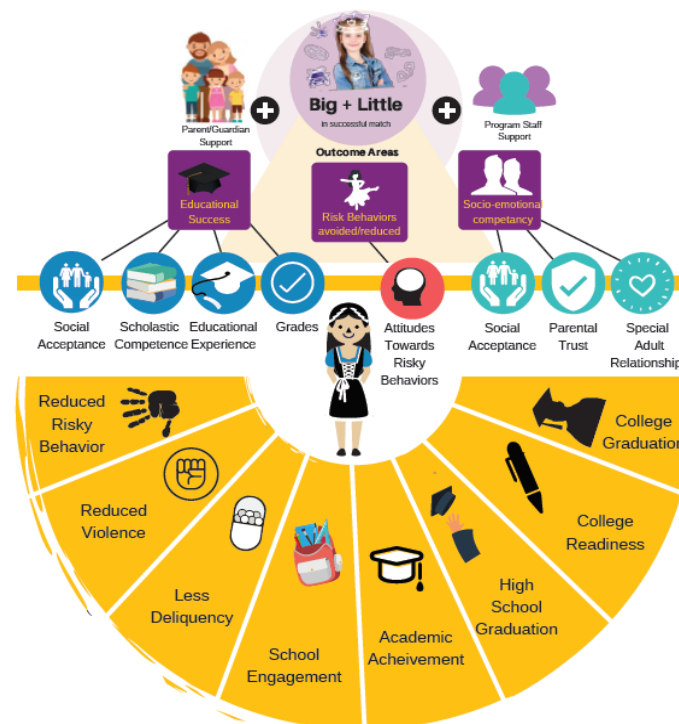 Big + Little
in successful match
Parent/Guardian
Support
Program Staff
Support
Outcome Areas
Educational
Success
Risk Behaviors
avoided/reduced
Socio-emotional
competancy
Social
Acceptance
Scholastic
Competence
Educational
Experience
Grades
Attitudes
Towards
Risky
Behaviors
Social
Acceptance
Parental
Trust
Special
Adult
Relationship
Reduced
Risky
Behavior
Reduced
Violence
Less
Deliquency
School
Engagement
Academic
Acheivement
High
School
Graduation
College
Readiness
College
Graduation